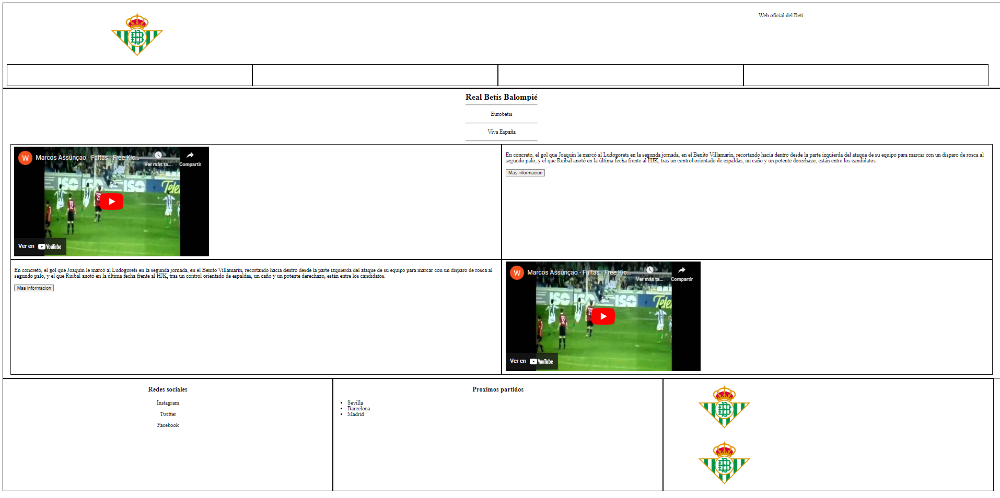 Web oficial del Beti
Real Betis Balompié
Eurobetis
Viva España
W Marcos Assunçao - Faltas - Free Kic...
Ver más ta...
Compartir
ISO
ISO
ISO
Tele
Ver en YouTube
En concreto, el gol que Joaquín le marcó al Ludogorets en la segunda jornada, en el Benito Villamarín, recortando hacia dentro desde la parte izquierda del ataque de su equipo para marcar con un disparo de rosca al
segundo palo, y el que Ruibal anotó en la última fecha frente al HJK, tras un control orientado de espaldas, un caño y un potente derechazo, están entre los candidatos.
Mas informacion
En concreto, el gol que Joaquín le marcó al Ludogorets en la segunda jornada, en el Benito Villamarín, recortando hacia dentro desde la parte izquierda del ataque de su equipo para marcar con un disparo de rosca al
segundo palo, y el que Ruibal anotó en la última fecha frente al HJK, tras un control orientado de espaldas, un caño y un potente derechazo, están entre los candidatos.
Mas informacion
W Marcos Assunçao - Faltas - Free Kic...
Ver más ta...
Compartir
ISO
ISO
ISO
Tele
Ver en YouTube
Redes sociales
Instagram
Twitter
Facebook
Proximos partidos
Sevilla
Barcelona
Madrid